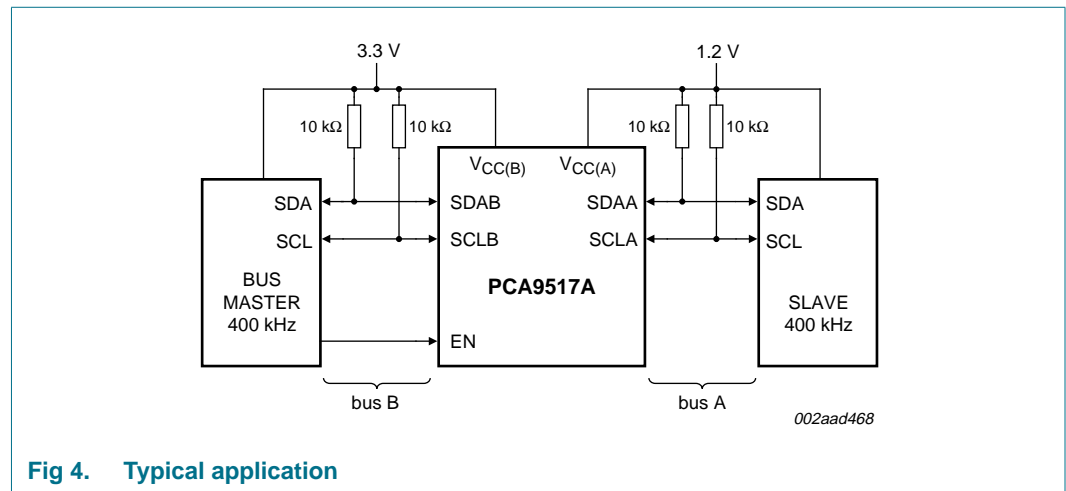 3.3 V
1.2 V
10 kΩ
10 kΩ
10 kΩ
10 kΩ
VCC(B)
VCC(A)
SDA
SDAB
SDAA
SDA
SCL
SCLB
SCLA
SCL
BUS
MASTER
400 kHz
PCA9517A
SLAVE
400 kHz
EN
bus B
bus A
002aad468
Fig 4. Typical application